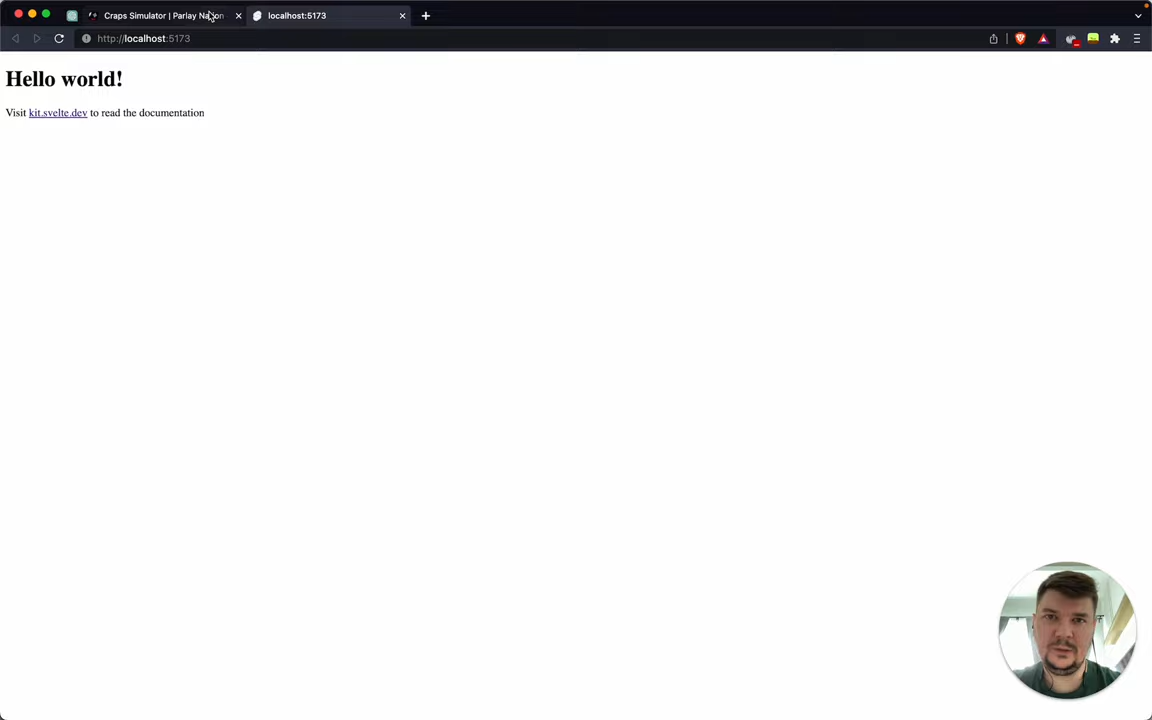 Craps Simulator | Parlay Nation
localhost:5173
http://localhost:5173
Hello world!
Visit kit.svelte.dev to read the documentation